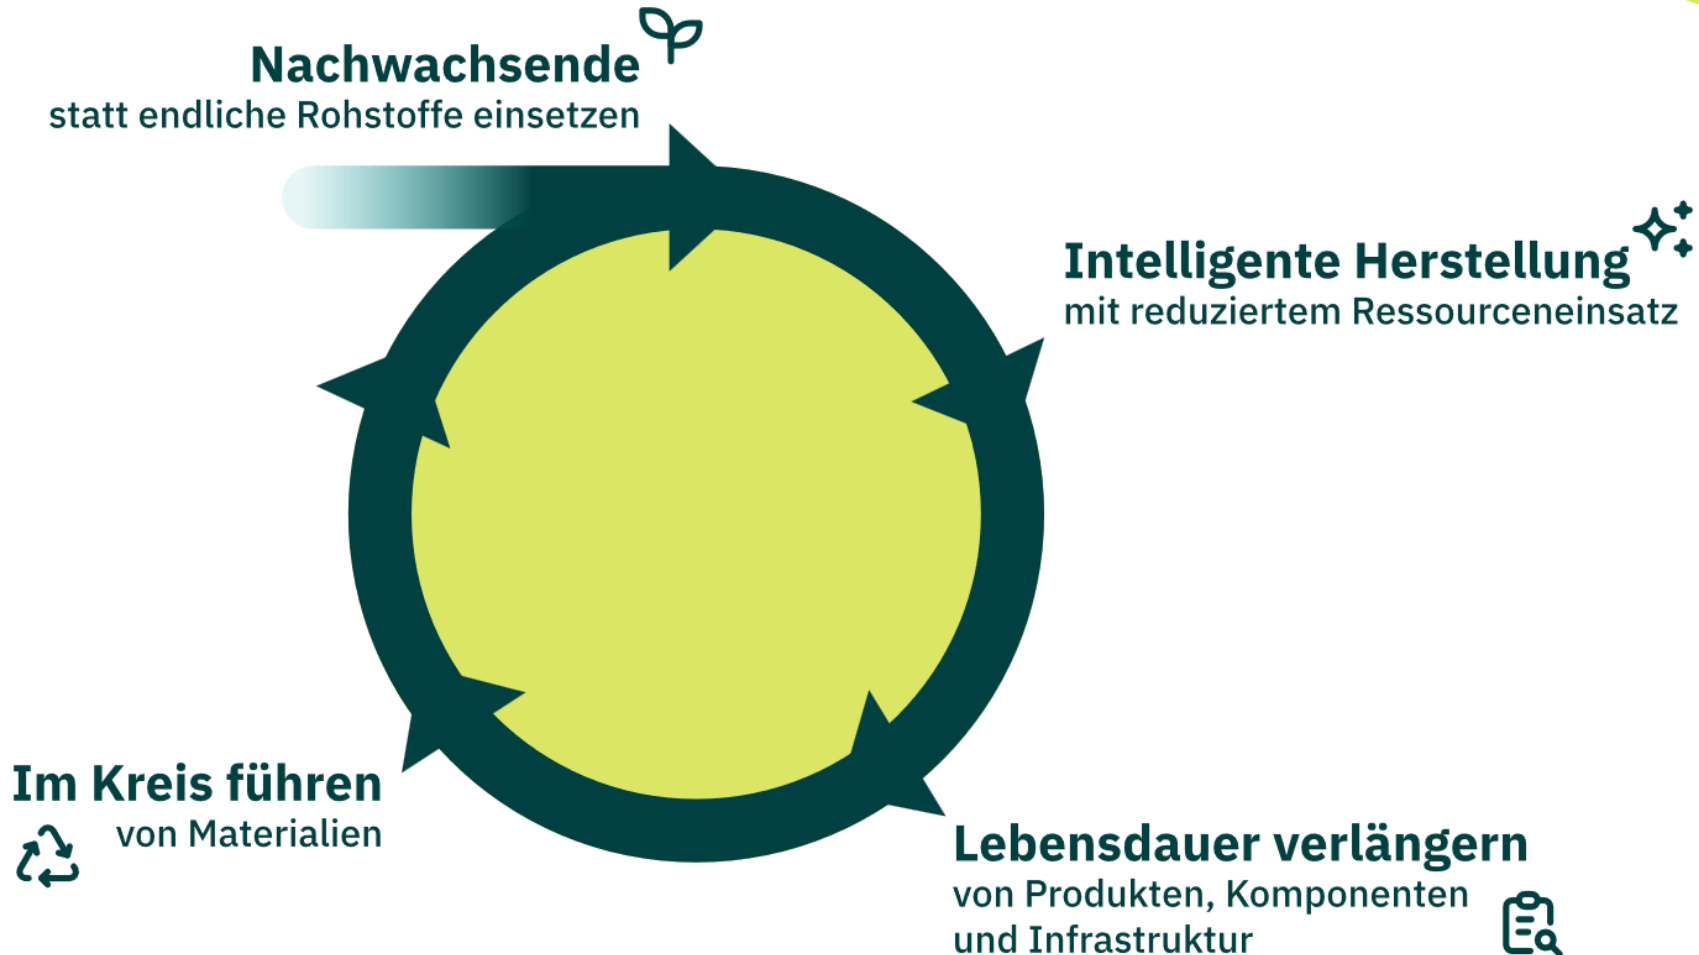 Nachwachsende
statt endliche Rohstoffe einsetzen
Intelligente Herstellung
mit reduziertem Ressourceneinsatz
Lebensdauer verlängern
von Produkten, Komponenten
und Infrastruktur
Im Kreis führen
von Materialien